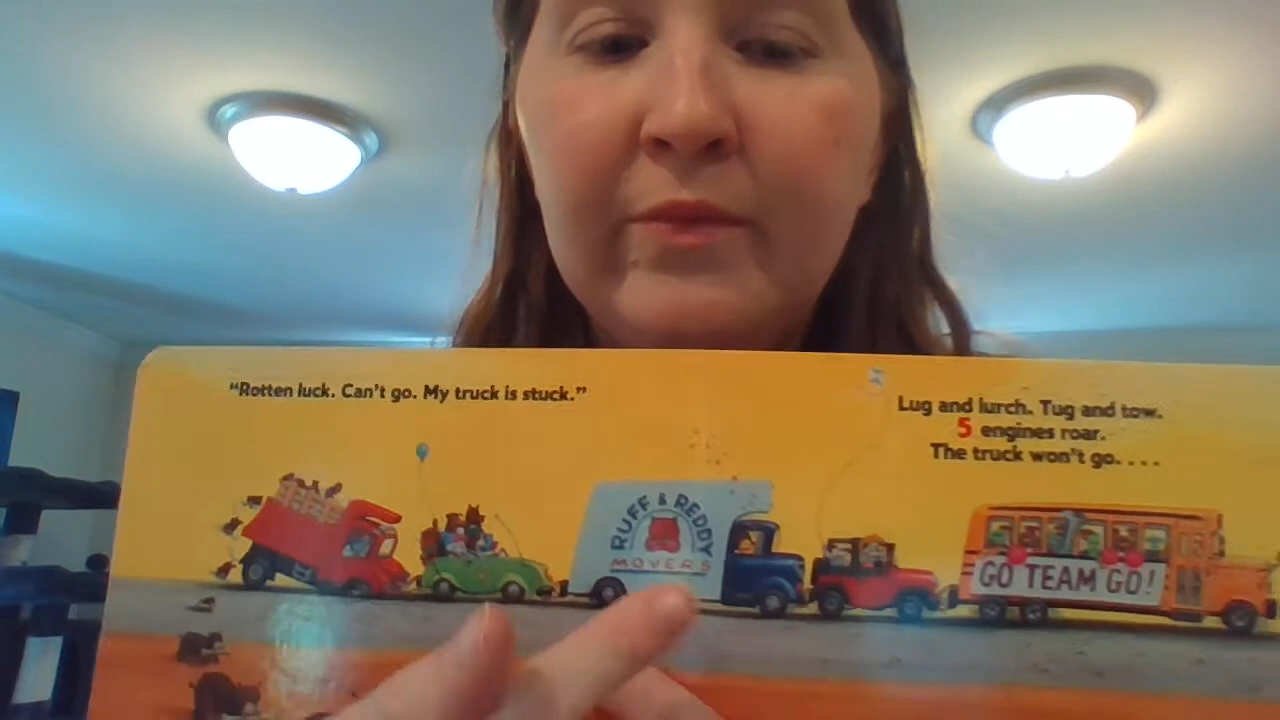 "Rotten luck. Can't go. My truck is stuck."
Lug and lurch. Tug and tow.
5 engines roar.
The truck won't go. . . .
RUFF & REDDY
MOVERS
GO TEAM GO!